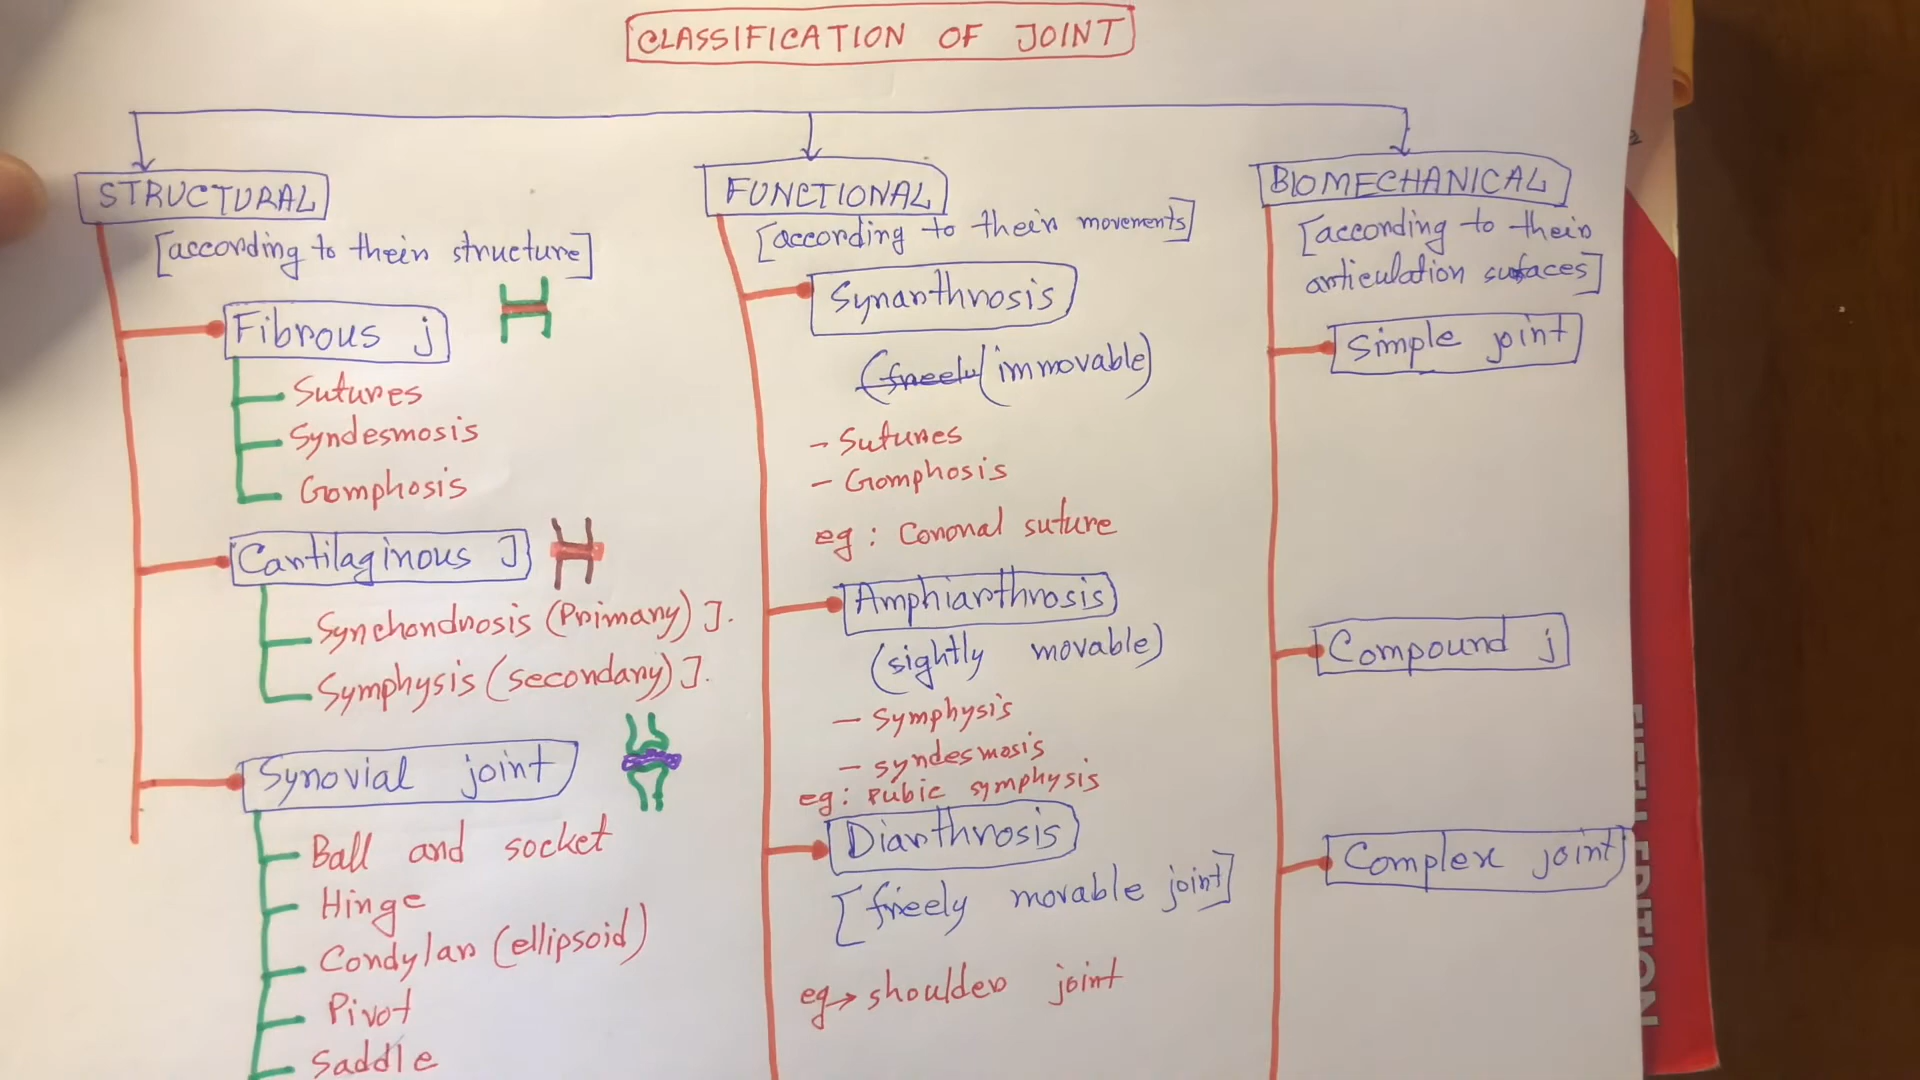 CLASSIFICATION OF JOINT
STRUCTURAL
[according to their structure]
Fibrous j
Sutures
Syndesmosis
Gomphosis
Cartilaginous J
Synchondrosis (Primary) J.
Symphysis (secondary) J.
Synovial joint
Ball and socket
Hinge
Condylar (ellipsoid)
Pivot
Saddle
FUNCTIONAL
[according to their movements]
Synarthrosis
(freely (immovable)
- Sutures
- Gomphosis
eg : Coronal suture
Amphiarthrosis
(sightly movable)
- Symphysis
- syndesmosis
eg : Pubic symphysis
Diarthrosis
[freely movable joint]
eg → shoulder joint
BIOMECHANICAL
[according to their
articulation surfaces]
Simple joint
Compound j
Complex joint
EDITION